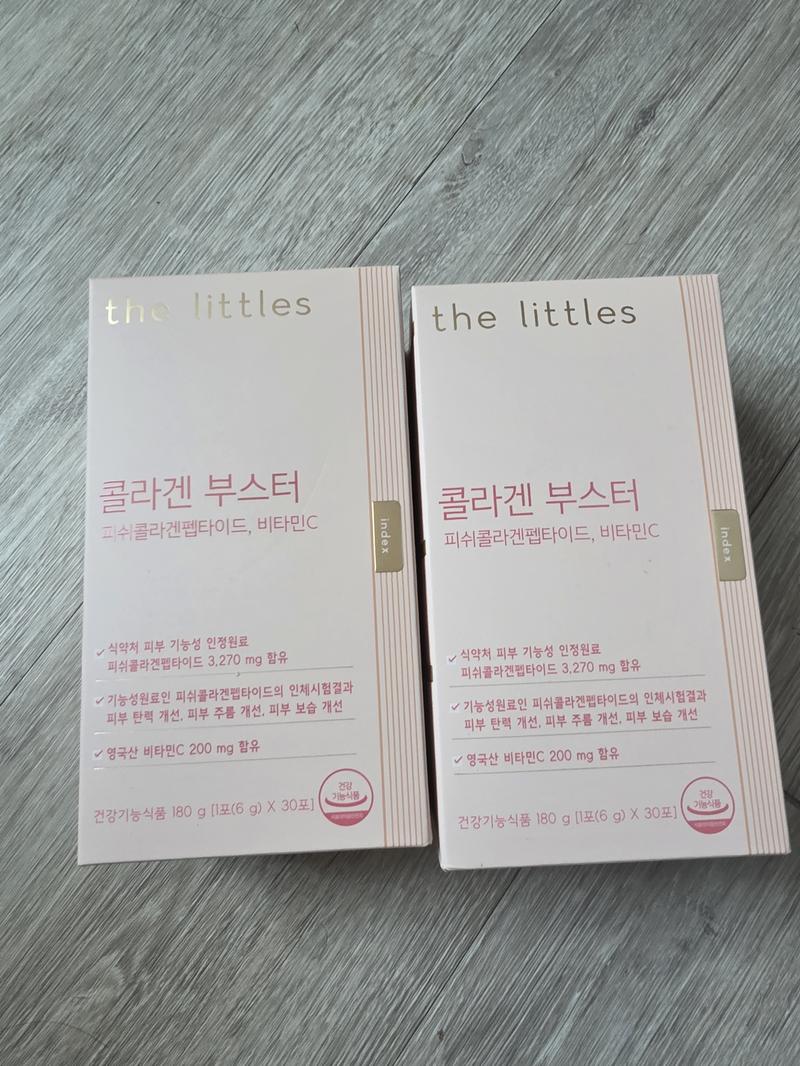 the littles
콜라겐 부스터
피쉬콜라겐펩타이드, 비타민C
index
식약처 피부 기능성 인정원료
피쉬콜라겐펩타이드 3,270 mg 함유
기능성원료인 피쉬콜라겐펩타이드의 인체시험결과
피부 탄력 개선, 피부 주름 개선, 피부 보습 개선
영국산 비타민C 200 mg 함유
건강기능식품 180 g [1포(6 g) X 30포]
건강
기능식품
the littles
콜라겐 부스터
피쉬콜라겐펩타이드, 비타민C
index
식약처 피부 기능성 인정원료
피쉬콜라겐펩타이드 3,270 mg 함유
기능성원료인 피쉬콜라겐펩타이드의 인체시험결과
피부 탄력 개선, 피부 주름 개선, 피부 보습 개선
영국산 비타민C 200 mg 함유
건강기능식품 180 g [1포(6 g) X 30포]
건강
기능식품